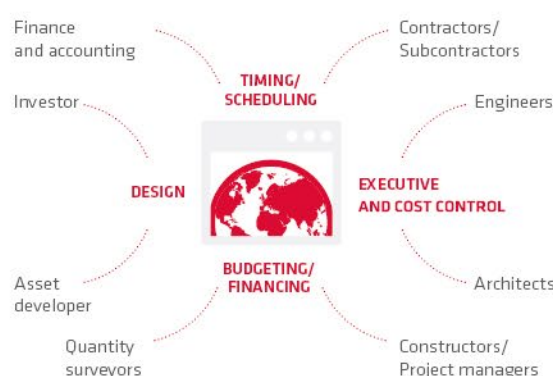 Finance
and accounting
Contractors/
Subcontractors
TIMING/
SCHEDULING
Investor
Engineers
DESIGN
EXECUTIVE
AND COST CONTROL
BUDGETING/
FINANCING
Asset
developer
Architects
Quantity
surveyors
Constructors/
Project managers